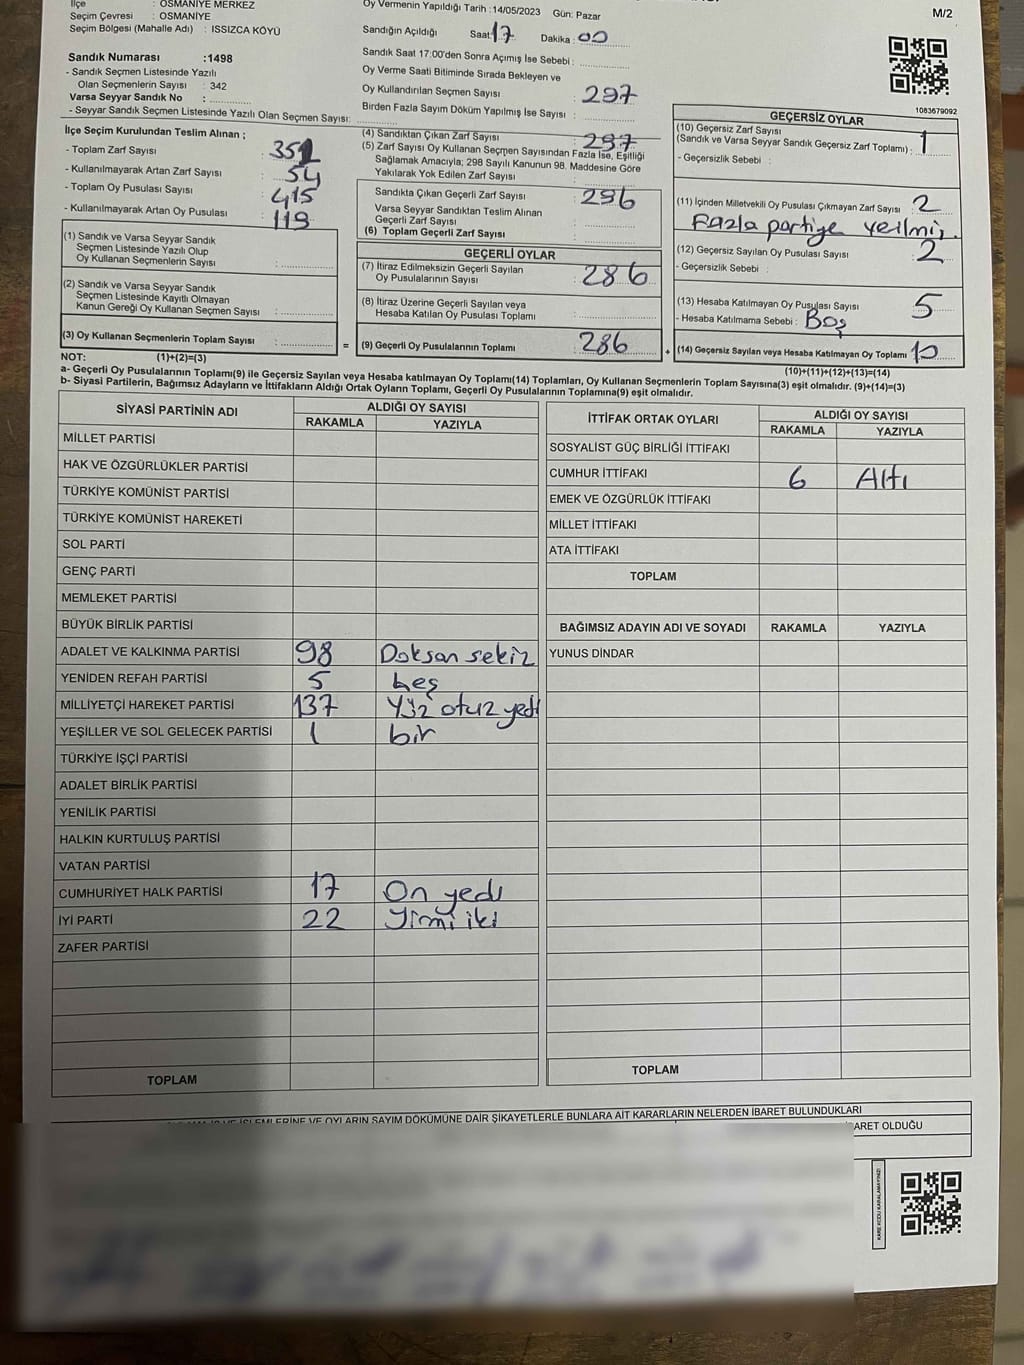 İlçe : OSMANİYE MERKEZ
Seçim Çevresi : OSMANİYE
Seçim Bölgesi (Mahalle Adı) : ISSIZCA KÖYÜ
Sandık Numarası :1498
- Sandık Seçmen Listesinde Yazılı
Olan Seçmenlerin Sayısı : 342
Varsa Seyyar Sandık No :
- Seyyar Sandık Seçmen Listesinde Yazılı Olan Seçmen Sayısı:
Oy Vermenin Yapıldığı Tarih :14/05/2023 Gün: Pazar
Sandığın Açıldığı Saat: 17 Dakika : 00
Sandık Saat 17:00'den Sonra Açımış İse Sebebi :
Oy Verme Saati Bitiminde Sırada Bekleyen ve
Oy Kullandırılan Seçmen Sayısı : 297
Birden Fazla Sayım Döküm Yapılmış İse Sayısı :
M/2
1083679092
İlçe Seçim Kurulundan Teslim Alınan ;
- Toplam Zarf Sayısı : 351
- Kullanılmayarak Artan Zarf Sayısı : 54
- Toplam Oy Pusulası Sayısı : 415
- Kullanılmayarak Artan Oy Pusulası : 119
(1) Sandık ve Varsa Seyyar Sandık
Seçmen Listesinde Yazılı Olup
Oy Kullanan Seçmenlerin Sayısı :
(2) Sandık ve Varsa Seyyar Sandık
Seçmen Listesinde Kayıtlı Olmayan
Kanun Gereği Oy Kullanan Seçmen Sayısı :
(3) Oy Kullanan Seçmenlerin Toplam Sayısı : =
(4) Sandıktan Çıkan Zarf Sayısı : 297
(5) Zarf Sayısı Oy Kullanan Seçmen Sayısından Fazla İse, Eşitliği
Sağlamak Amacıyla; 298 Sayılı Kanunun 98. Maddesine Göre
Yakılarak Yok Edilen Zarf Sayısı :
Sandıkta Çıkan Geçerli Zarf Sayısı : 296
Varsa Seyyar Sandıktan Teslim Alınan
Geçerli Zarf Sayısı :
(6) Toplam Geçerli Zarf Sayısı :
GEÇERLİ OYLAR
(7) İtiraz Edilmeksizin Geçerli Sayılan
Oy Pusulalarının Sayısı : 286
(8) İtiraz Üzerine Geçerli Sayılan veya
Hesaba Katılan Oy Pusulası Toplamı :
(9) Geçerli Oy Pusulalarının Toplamı : 286 +
GEÇERSİZ OYLAR
(10) Geçersiz Zarf Sayısı
(Sandık ve Varsa Seyyar Sandık Geçersiz Zarf Toplamı) : 1
- Geçersizlik Sebebi :
(11) İçinden Milletvekili Oy Pusulası Çıkmayan Zarf Sayısı : 2
Fazla partiye verilmiş.
(12) Geçersiz Sayılan Oy Pusulası Sayısı : 2
- Geçersizlik Sebebi :
(13) Hesaba Katılmayan Oy Pusulası Sayısı : 5
- Hesaba Katılmama Sebebi : Boş
(14) Geçersiz Sayılan veya Hesaba Katılmayan Oy Toplamı : 10
NOT: (1)+(2)=(3) (10)+(11)+(12)+(13)=(14)
a- Geçerli Oy Pusulalarının Toplamı(9) ile Geçersiz Sayılan veya Hesaba katılmayan Oy Toplamı(14) Toplamları, Oy Kullanan Seçmenlerin Toplam Sayısına(3) eşit olmalıdır. (9)+(14)=(3)
b- Siyasi Partilerin, Bağımsız Adayların ve İttifakların Aldığı Ortak Oyların Toplamı, Geçerli Oy Pusulalarının Toplamına(9) eşit olmalıdır.
SİYASİ PARTİNİN ADI ALDIĞI OY SAYISI
RAKAMLA YAZIYLA
MİLLET PARTİSİ
HAK VE ÖZGÜRLÜKLER PARTİSİ
TÜRKİYE KOMÜNİST PARTİSİ
TÜRKİYE KOMÜNİST HAREKETİ
SOL PARTİ
GENÇ PARTİ
MEMLEKET PARTİSİ
BÜYÜK BİRLİK PARTİSİ
ADALET VE KALKINMA PARTİSİ 98 Doksan sekiz
YENİDEN REFAH PARTİSİ 5 beş
MİLLİYETÇİ HAREKET PARTİSİ 137 Yüz otuz yedi
YEŞİLLER VE SOL GELECEK PARTİSİ 1 bir
TÜRKİYE İŞÇİ PARTİSİ
ADALET BİRLİK PARTİSİ
YENİLİK PARTİSİ
HALKIN KURTULUŞ PARTİSİ
VATAN PARTİSİ
CUMHURİYET HALK PARTİSİ 17 On yedi
İYİ PARTİ 22 Yirmi iki
ZAFER PARTİSİ
TOPLAM
İTTİFAK ORTAK OYLARI ALDIĞI OY SAYISI
RAKAMLA YAZIYLA
SOSYALİST GÜÇ BİRLİĞİ İTTİFAKI
CUMHUR İTTİFAKI 6 Altı
EMEK VE ÖZGÜRLÜK İTTİFAKI
MİLLET İTTİFAKI
ATA İTTİFAKI
TOPLAM
BAĞIMSIZ ADAYIN ADI VE SOYADI RAKAMLA YAZIYLA
YUNUS DİNDAR
TOPLAM
İŞLEMLERİNE VE OYLARIN SAYIM DÖKÜMÜNE DAİR ŞİKAYETLERLE BUNLARA AİT KARARLARIN NELERDEN İBARET BULUNDUKLARI
OLDUĞU
KARE KODU KARALAMAYINIZ!